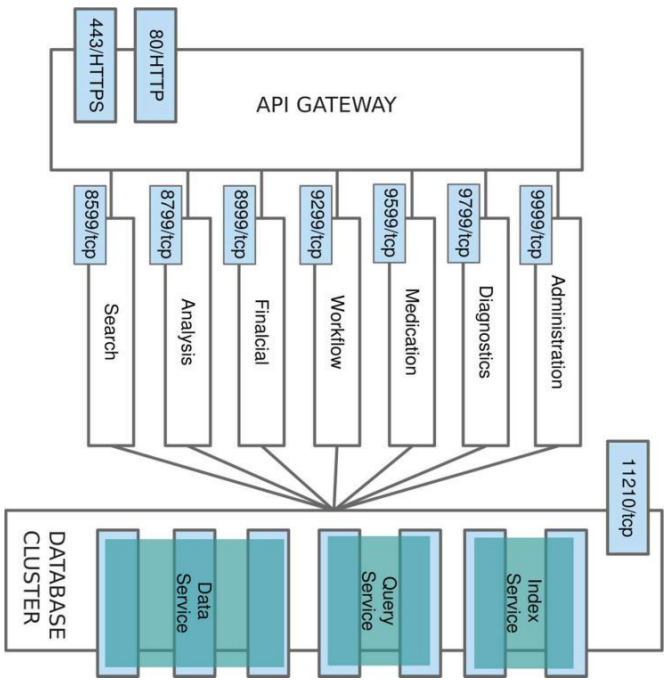 443/HTTPS
80/HTTP
API GATEWAY
8599/tcp
8799/tcp
8999/tcp
9299/tcp
9599/tcp
9799/tcp
9999/tcp
Search
Analysis
Finalcial
Workflow
Medication
Diagnostics
Administration
11210/tcp
DATABASE
CLUSTER
Data
Service
Query
Service
Index
Service